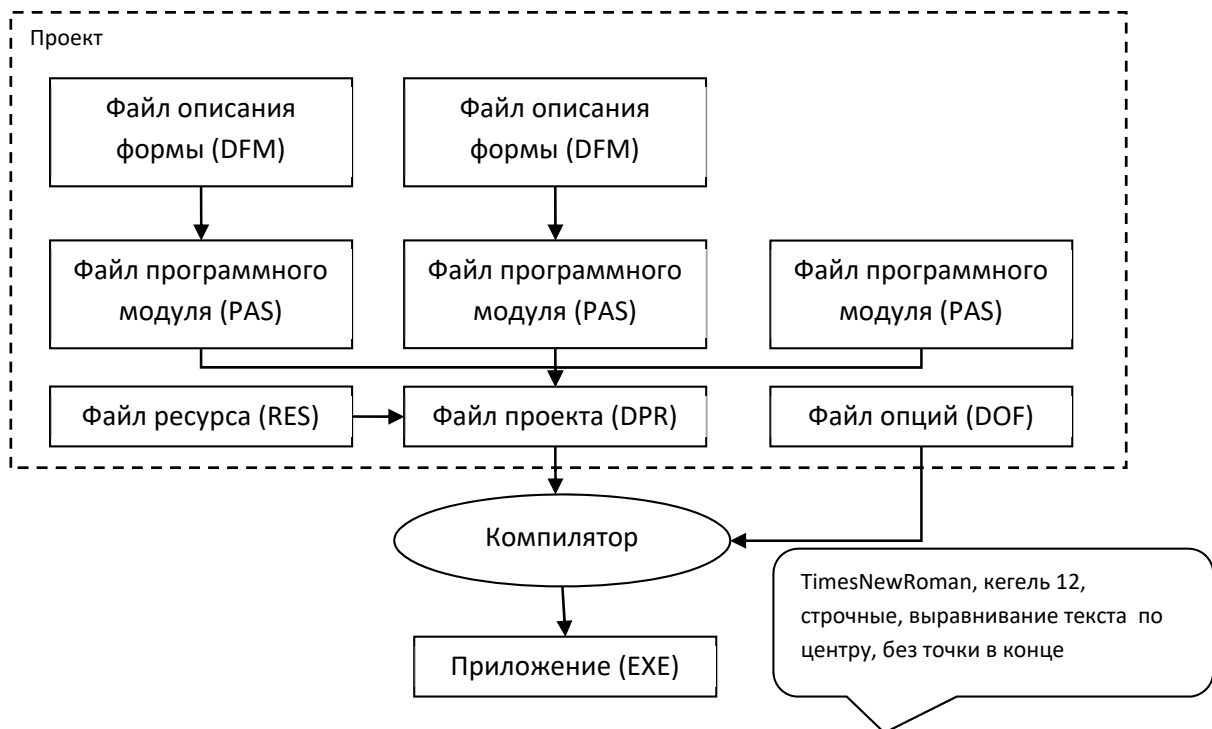 Проект
Файл описания
формы (DFM)
Файл описания
формы (DFM)
Файл программного
модуля (PAS)
Файл программного
модуля (PAS)
Файл программного
модуля (PAS)
Файл ресурса (RES)
Файл проекта (DPR)
Файл опций (DOF)
Компилятор
TimesNewRoman, кегель 12,
строчные, выравнивание текста по
центру, без точки в конце
Приложение (EXE)